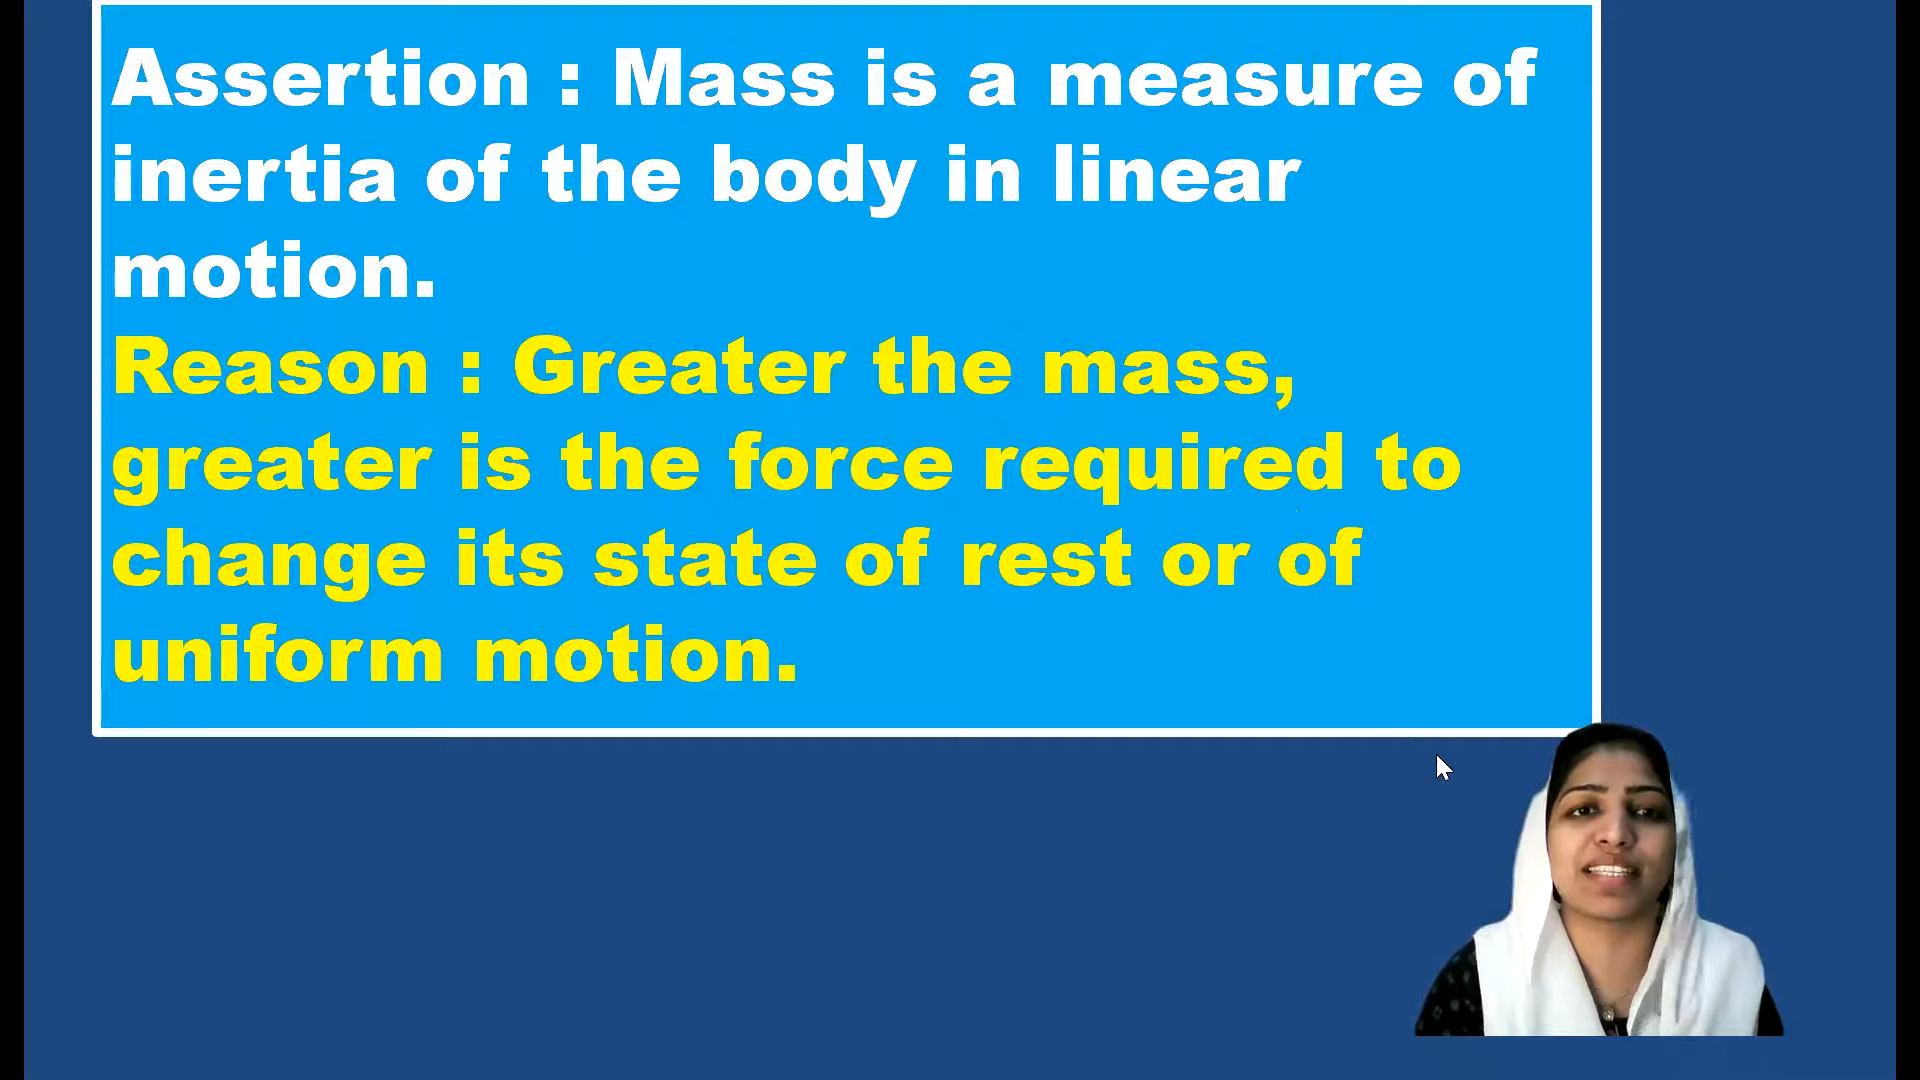 Assertion : Mass is a measure of
inertia of the body in linear
motion.
Reason : Greater the mass,
greater is the force required to
change its state of rest or of
uniform motion.